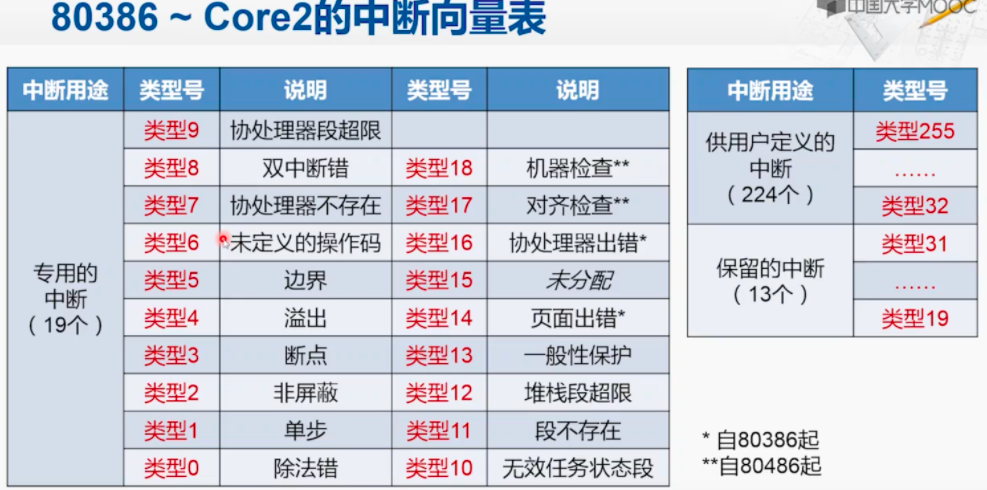 80386 ~ Core2的中断向量表
中国大学MOOC
中断用途 类型号 说明 类型号 说明
专用的
中断
（19个）
类型9 协处理器段超限
类型8 双中断错 类型18 机器检查**
类型7 协处理器不存在 类型17 对齐检查**
类型6 未定义的操作码 类型16 协处理器出错*
类型5 边界 类型15 未分配
类型4 溢出 类型14 页面出错*
类型3 断点 类型13 一般性保护
类型2 非屏蔽 类型12 堆栈段超限
类型1 单步 类型11 段不存在
类型0 除法错 类型10 无效任务状态段
中断用途 类型号
供用户定义的
中断
（224个）
类型255
……
类型32
保留的中断
（13个）
类型31
……
类型19
* 自80386起
**自80486起